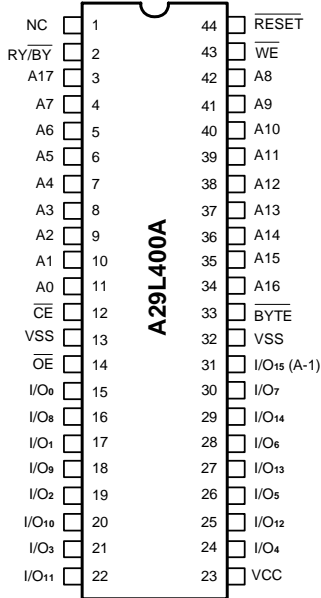 NC 1 44 RESET
RY/BY 2 43 WE
A17 3 42 A8
A7 4 41 A9
A6 5 40 A10
A5 6 39 A11
A4 7 38 A12
A3 8 37 A13
A2 9 36 A14
A1 10 35 A15
A0 11 34 A16
CE 12 33 BYTE
VSS 13 32 VSS
OE 14 31 I/O15 (A-1)
I/O0 15 30 I/O7
I/O8 16 29 I/O14
I/O1 17 28 I/O6
I/O9 18 27 I/O13
I/O2 19 26 I/O5
I/O10 20 25 I/O12
I/O3 21 24 I/O4
I/O11 22 23 VCC
A29L400A